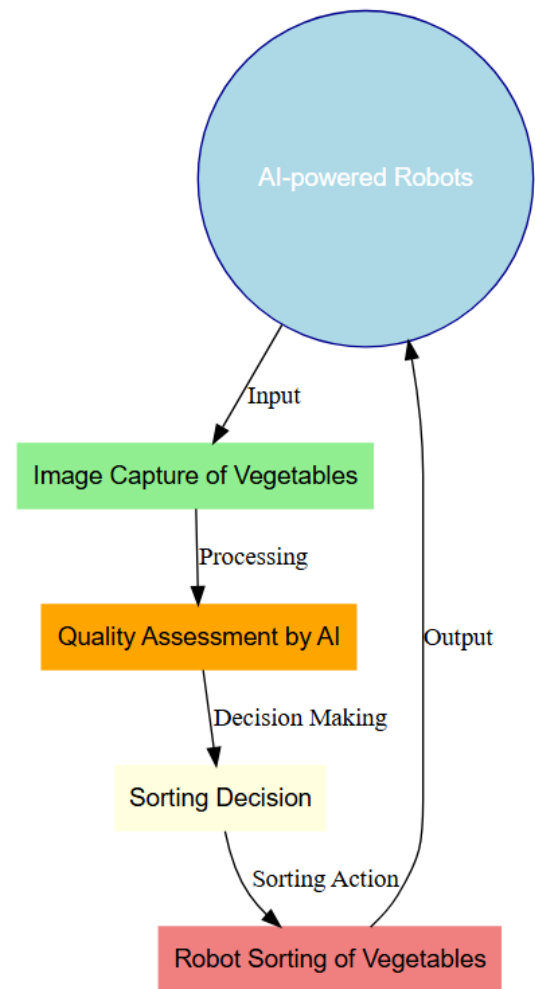 AI-powered Robots
Input
Image Capture of Vegetables
Processing
Quality Assessment by AI
Output
Decision Making
Sorting Decision
Sorting Action
Robot Sorting of Vegetables